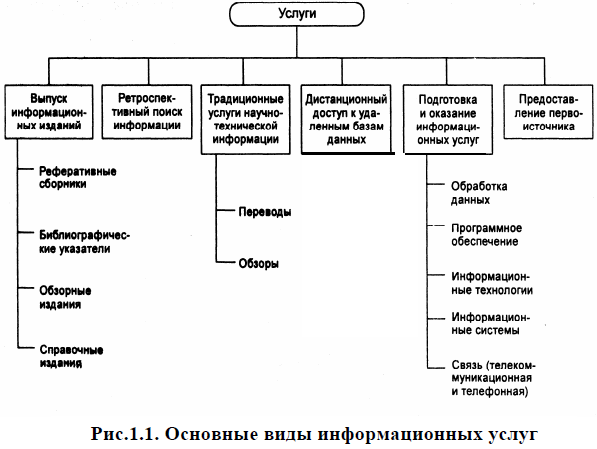 Услуги
Выпуск
информацион-
ных изданий
Ретроспек-
тивный поиск
информации
Традиционные
услуги научно-
технической
информации
Дистанционный
доступ к уда-
ленным базам
данных
Подготовка
и оказание
информаци-
онных услуг
Предостав-
ление перво-
источника
Реферативные
сборники
Библиографичес-
кие указатели
Обзорные
издания
Справочные
издания
Переводы
Обзоры
Обработка
данных
Программное
обеспечение
Информацион-
ные технологии
Информацион-
ные системы
Связь (телеком-
муникационная
и телефонная)
Рис.1.1. Основные виды информационных услуг